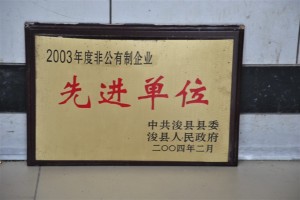 2003年度非公有制企业
先进单位
中共浚县县委
浚县人民政府
二〇〇四年二月